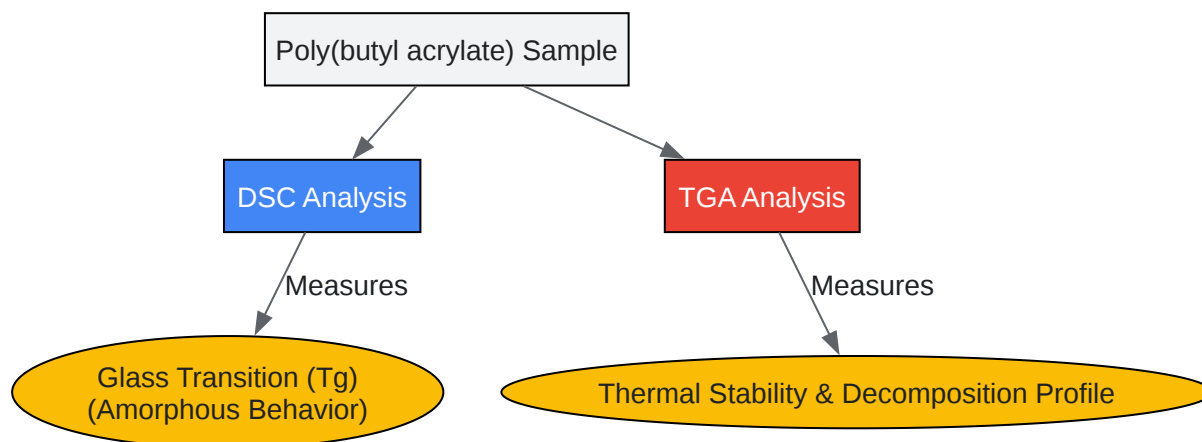 Poly(butyl acrylate) Sample
DSC Analysis
TGA Analysis
Measures
Measures
Glass Transition (Tg)
(Amorphous Behavior)
Thermal Stability & Decomposition Profile